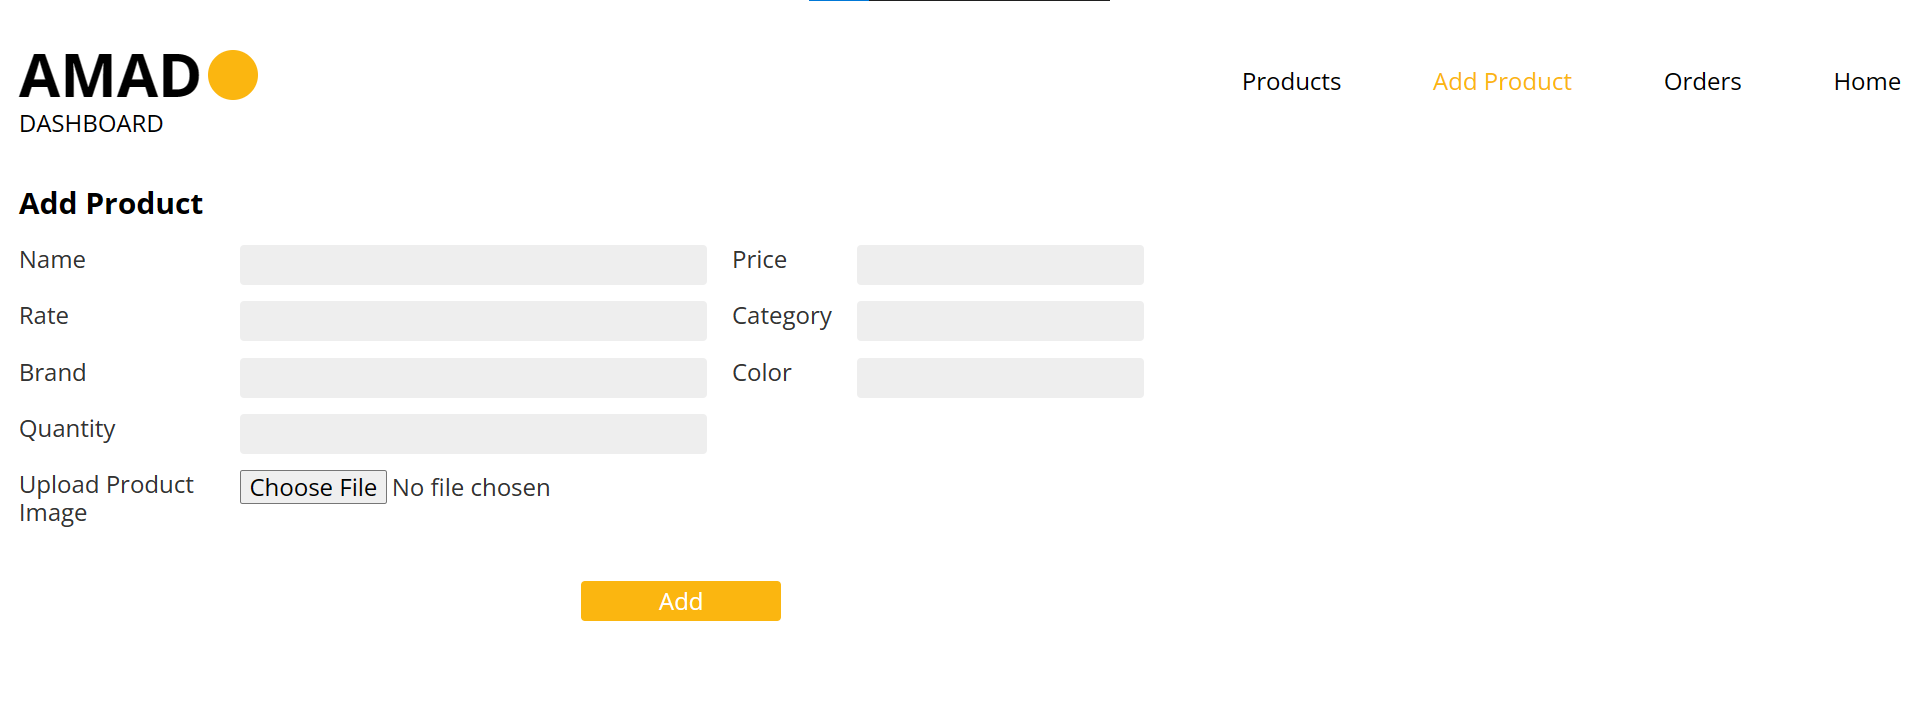 AMAD
DASHBOARD
Products Add Product Orders Home
Add Product
Name Price
Rate Category
Brand Color
Quantity
Upload Product
Image
Choose File No file chosen
Add